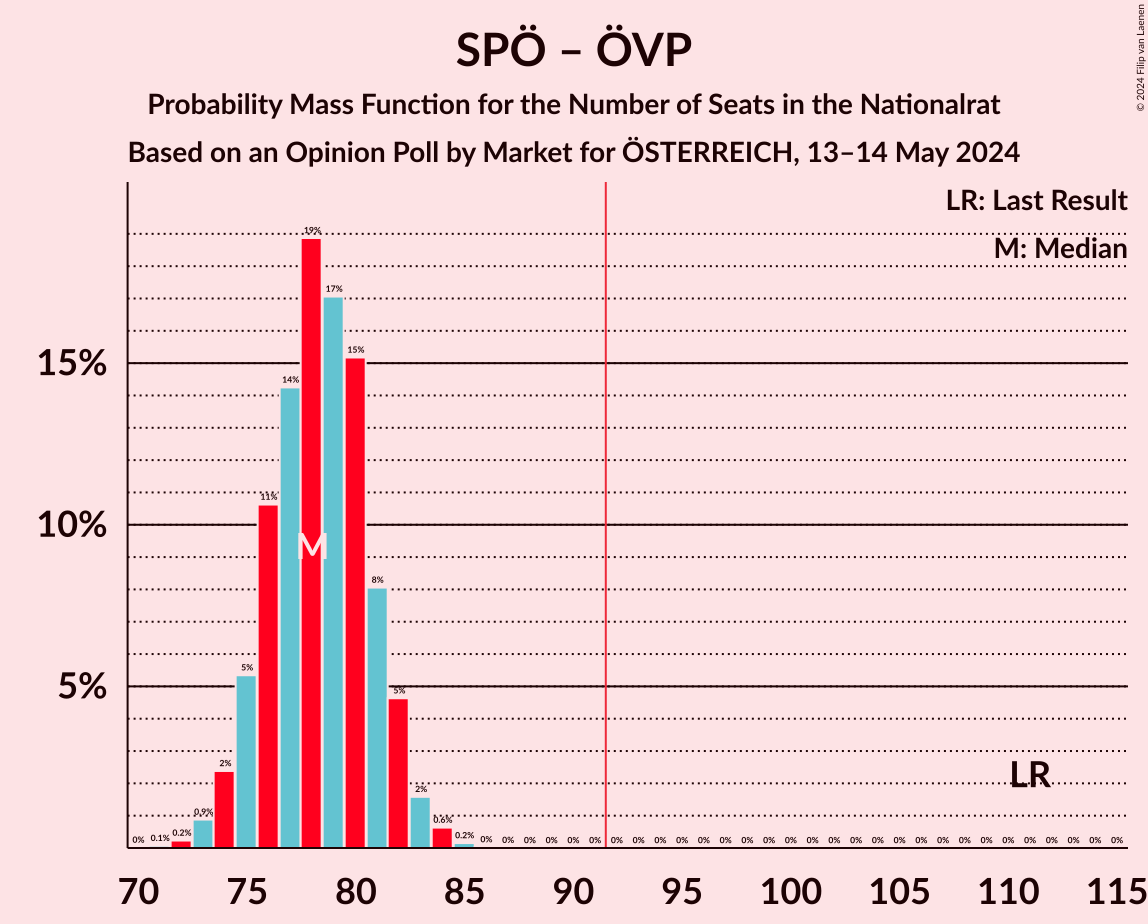 SPÖ – ÖVP
Probability Mass Function for the Number of Seats in the Nationalrat
Based on an Opinion Poll by Market for ÖSTERREICH, 13–14 May 2024
© 2024 Filip van Laenen
LR: Last Result
M: Median
15%
10%
5%
0% 0.1% 0.2% 0.9% 2% 5% 11% 14% 19% 17% 15% 8% 5% 2% 0.6% 0.2% 0% 0% 0% 0% 0% 0% 0% 0% 0% 0% 0% 0% 0% 0% 0% 0% 0% 0% 0% 0% 0% 0% 0% 0% 0% 0% 0% 0% 0% 0%
M
LR
70 75 80 85 90 95 100 105 110 115